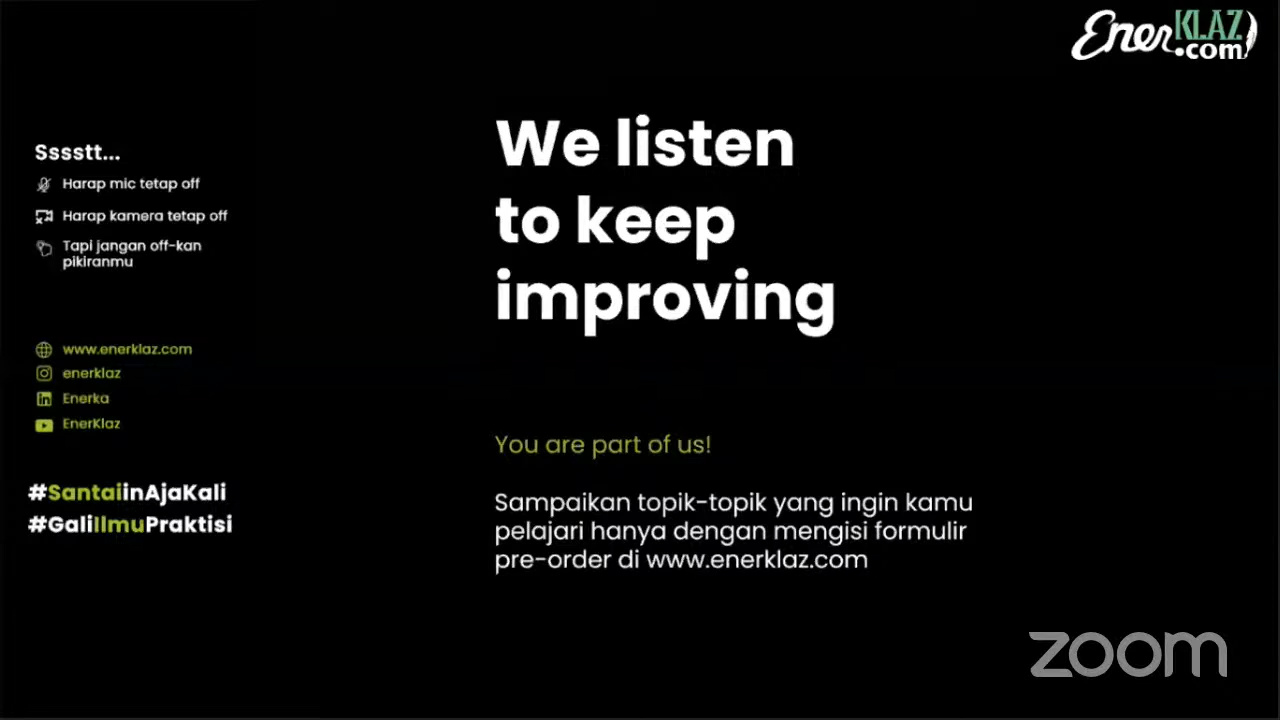 EnerKLAZ
.com
Sssstt...
Harap mic tetap off
Harap kamera tetap off
Tapi jangan off-kan
pikiranmu
www.enerklaz.com
enerklaz
Enerka
EnerKlaz
#SantaiinAjaKali
#GaliIlmuPraktisi
We listen
to keep
improving
You are part of us!
Sampaikan topik-topik yang ingin kamu
pelajari hanya dengan mengisi formulir
pre-order di www.enerklaz.com
zoom